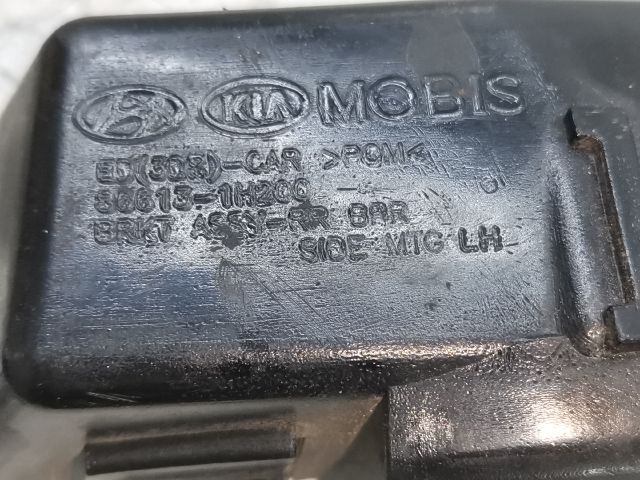 KIA MOBIS
ED(3DR)-CAR >POM<
86613-1H200
BRKT ASSY-RR BRR
SIDE MTG LH